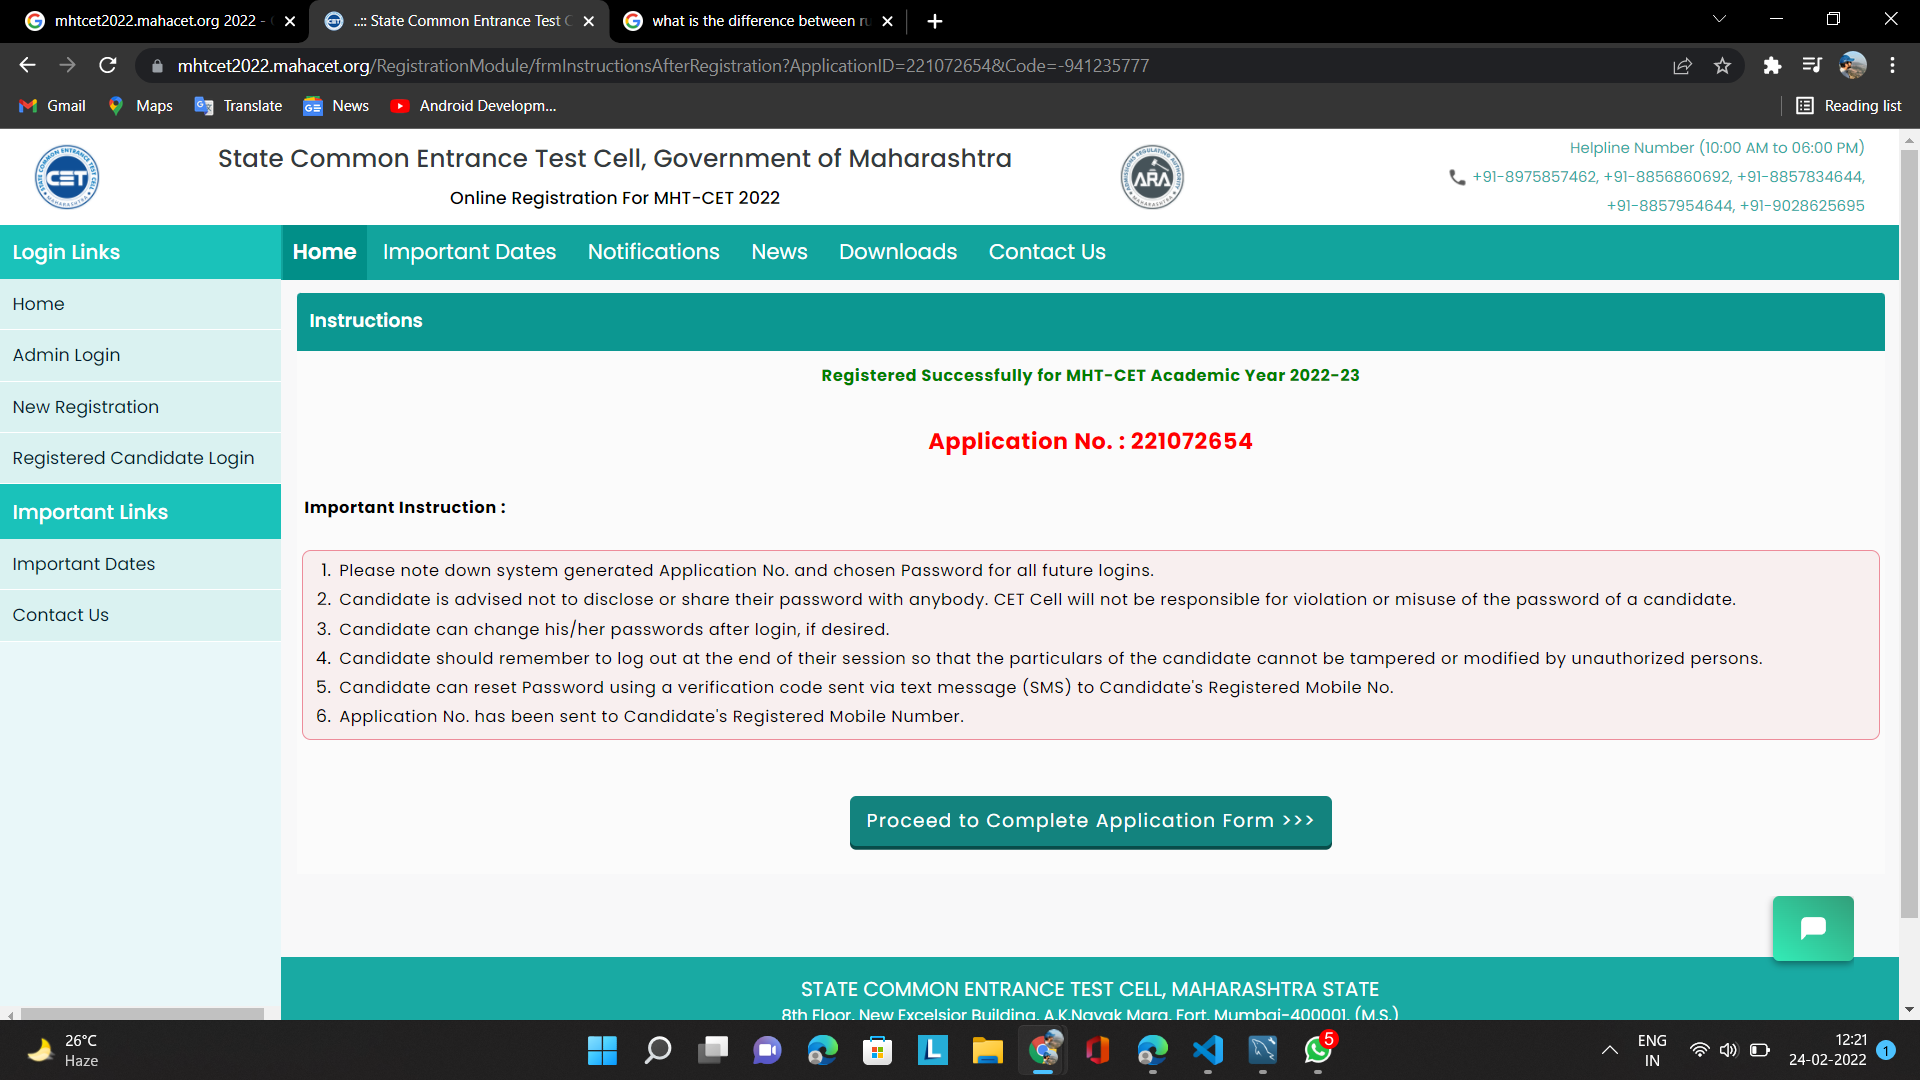 mhtcet2022.mahacet.org 2022 -
..:: State Common Entrance Test C
what is the difference between ru
mhtcet2022.mahacet.org/RegistrationModule/frmInstructionsAfterRegistration?ApplicationID=221072654&Code=-941235777
Gmail
Maps
Translate
News
Android Developm...
Reading list
CET
State Common Entrance Test Cell, Government of Maharashtra
Online Registration For MHT-CET 2022
ARA
Helpline Number (10:00 AM to 06:00 PM)
+91-8975857462, +91-8856860692, +91-8857834644,
+91-8857954644, +91-9028625695
Login Links
Home
Admin Login
New Registration
Registered Candidate Login
Important Links
Important Dates
Contact Us
Home Important Dates Notifications News Downloads Contact Us
Instructions
Registered Successfully for MHT-CET Academic Year 2022-23
Application No. : 221072654
Important Instruction :
1. Please note down system generated Application No. and chosen Password for all future logins.
2. Candidate is advised not to disclose or share their password with anybody. CET Cell will not be responsible for violation or misuse of the password of a candidate.
3. Candidate can change his/her passwords after login, if desired.
4. Candidate should remember to log out at the end of their session so that the particulars of the candidate cannot be tampered or modified by unauthorized persons.
5. Candidate can reset Password using a verification code sent via text message (SMS) to Candidate's Registered Mobile No.
6. Application No. has been sent to Candidate's Registered Mobile Number.
Proceed to Complete Application Form >>>
STATE COMMON ENTRANCE TEST CELL, MAHARASHTRA STATE
8th Floor, New Excelsior Building, A.K.Nayak Marg, Fort, Mumbai-400001. (M.S.)
26°C
Haze
L
5
ENG
IN
12:21
24-02-2022
1